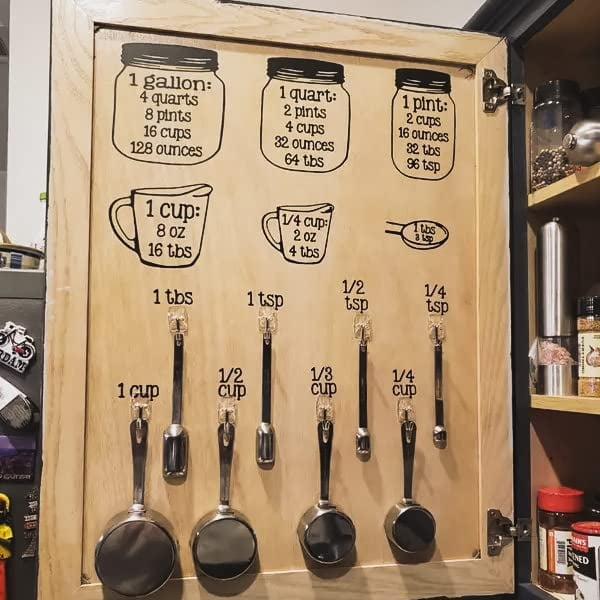 1 gallon:
4 quarts
8 pints
16 cups
128 ounces
1 quart:
2 pints
4 cups
32 ounces
64 tbs
1 pint:
2 cups
16 ounces
32 tbs
96 tsp
1 cup:
8 oz
16 tbs
1/4 cup:
2 oz
4 tbs
1 tbs
3 tsp
1 tbs
1 tsp
1/2
tsp
1/4
tsp
1 cup
1/2
cup
1/3
cup
1/4
cup